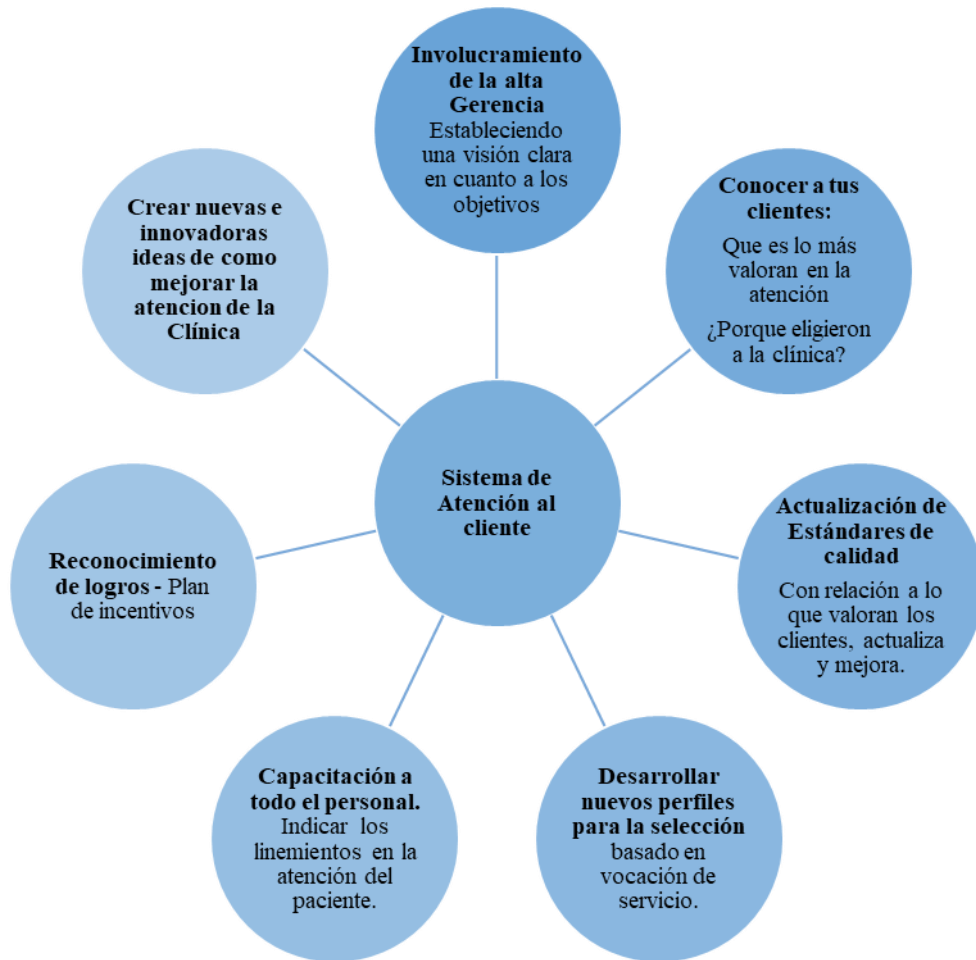 Involucramiento
de la alta
Gerencia
Estableciendo
una visión clara
en cuanto a los
objetivos
Conocer a tus
clientes:
Que es lo más
valoran en la
atención
¿Porque eligieron
a la clínica?
Actualización de
Estándares de
calidad
Con relación a lo
que valoran los
clientes, actualiza
y mejora.
Desarrollar
nuevos perfiles
para la selección
basado en
vocación de
servicio.
Capacitación a
todo el personal.
Indicar los
linemientos en la
atención del
paciente.
Reconocimiento
de logros - Plan
de incentivos
Crear nuevas e
innovadoras
ideas de como
mejorar la
atencion de la
Clínica
Sistema de
Atención al
cliente